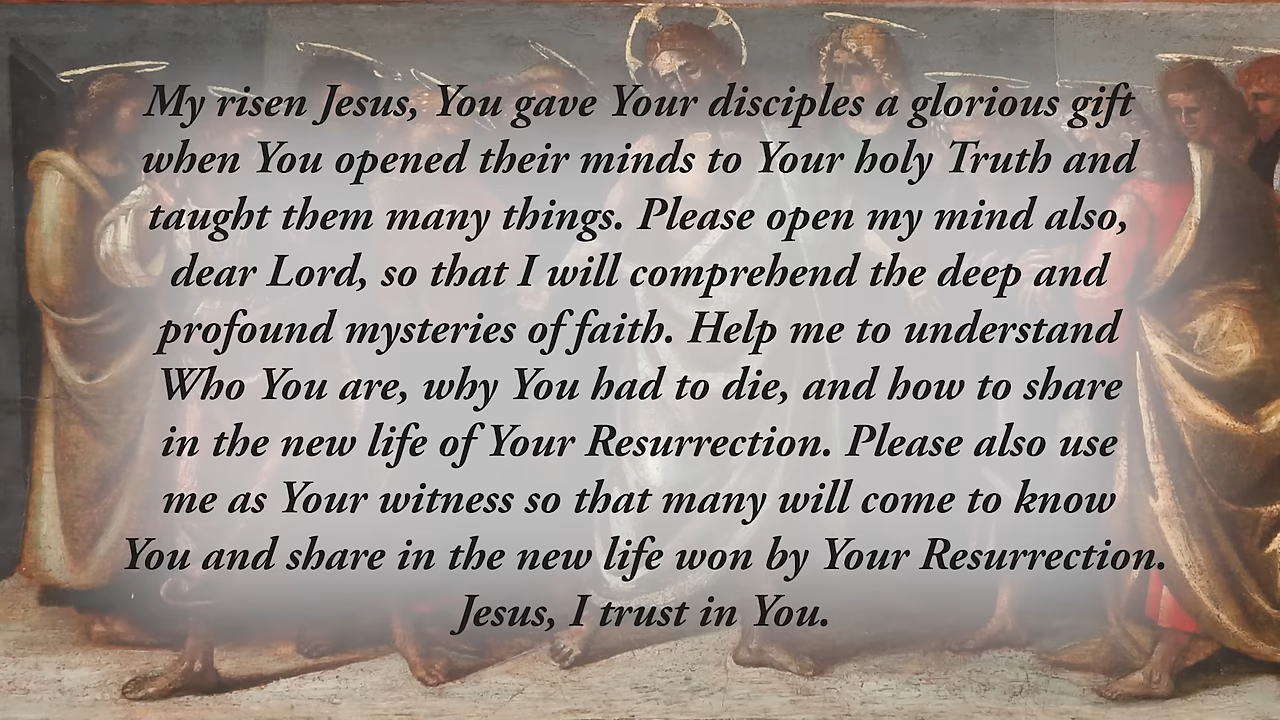 My risen Jesus, You gave Your disciples a glorious gift
when You opened their minds to Your holy Truth and
taught them many things. Please open my mind also,
dear Lord, so that I will comprehend the deep and
profound mysteries of faith. Help me to understand
Who You are, why You had to die, and how to share
in the new life of Your Resurrection. Please also use
me as Your witness so that many will come to know
You and share in the new life won by Your Resurrection.
Jesus, I trust in You.